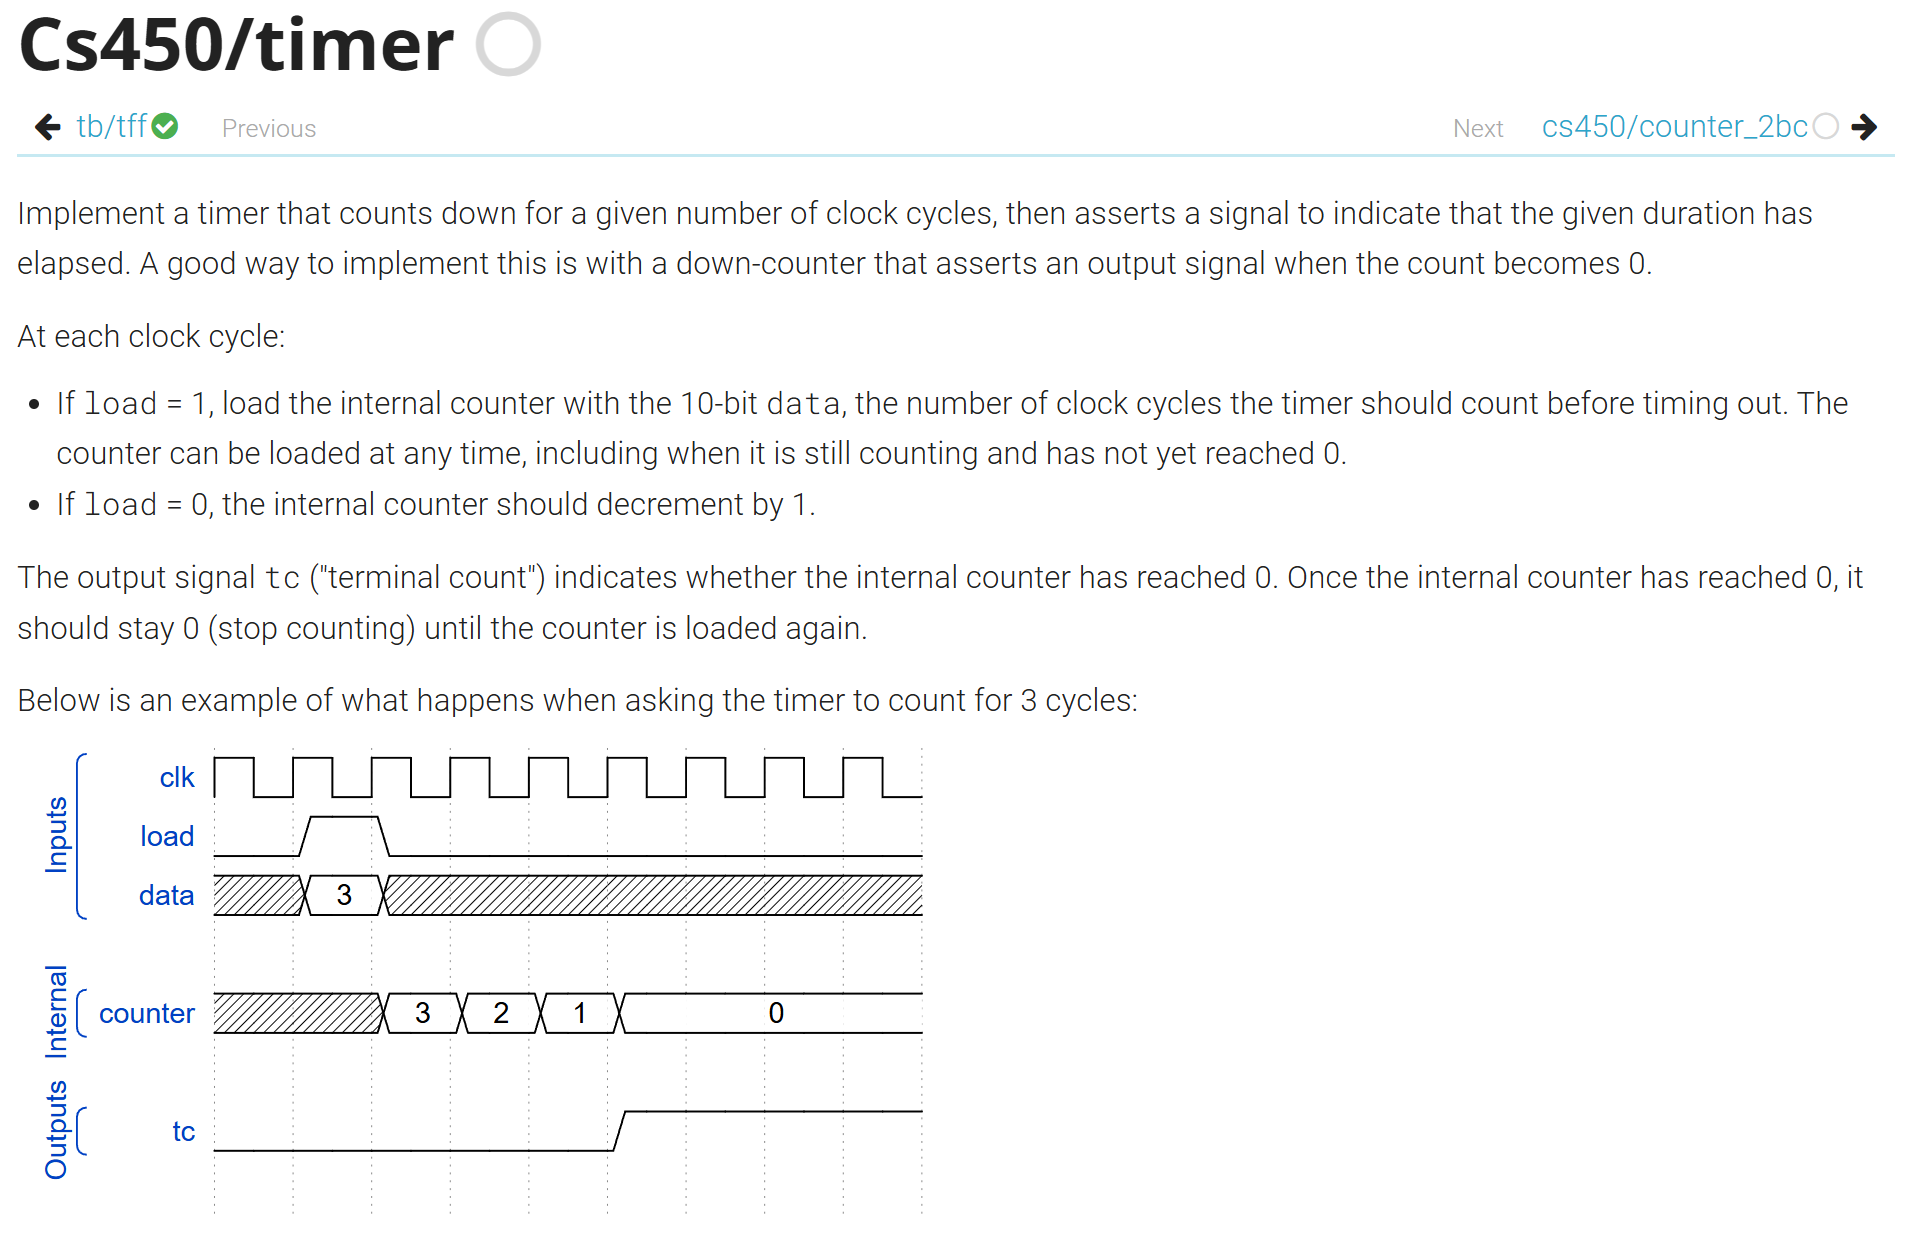 Cs450/timer
tb/tff Previous Next cs450/counter_2bc
Implement a timer that counts down for a given number of clock cycles, then asserts a signal to indicate that the given duration has
elapsed. A good way to implement this is with a down-counter that asserts an output signal when the count becomes 0.
At each clock cycle:
• If load = 1, load the internal counter with the 10-bit data, the number of clock cycles the timer should count before timing out. The
counter can be loaded at any time, including when it is still counting and has not yet reached 0.
• If load = 0, the internal counter should decrement by 1.
The output signal tc ("terminal count") indicates whether the internal counter has reached 0. Once the internal counter has reached 0, it
should stay 0 (stop counting) until the counter is loaded again.
Below is an example of what happens when asking the timer to count for 3 cycles:
Inputs
clk
load
data 3
Internal
counter 3 2 1 0
Outputs
tc